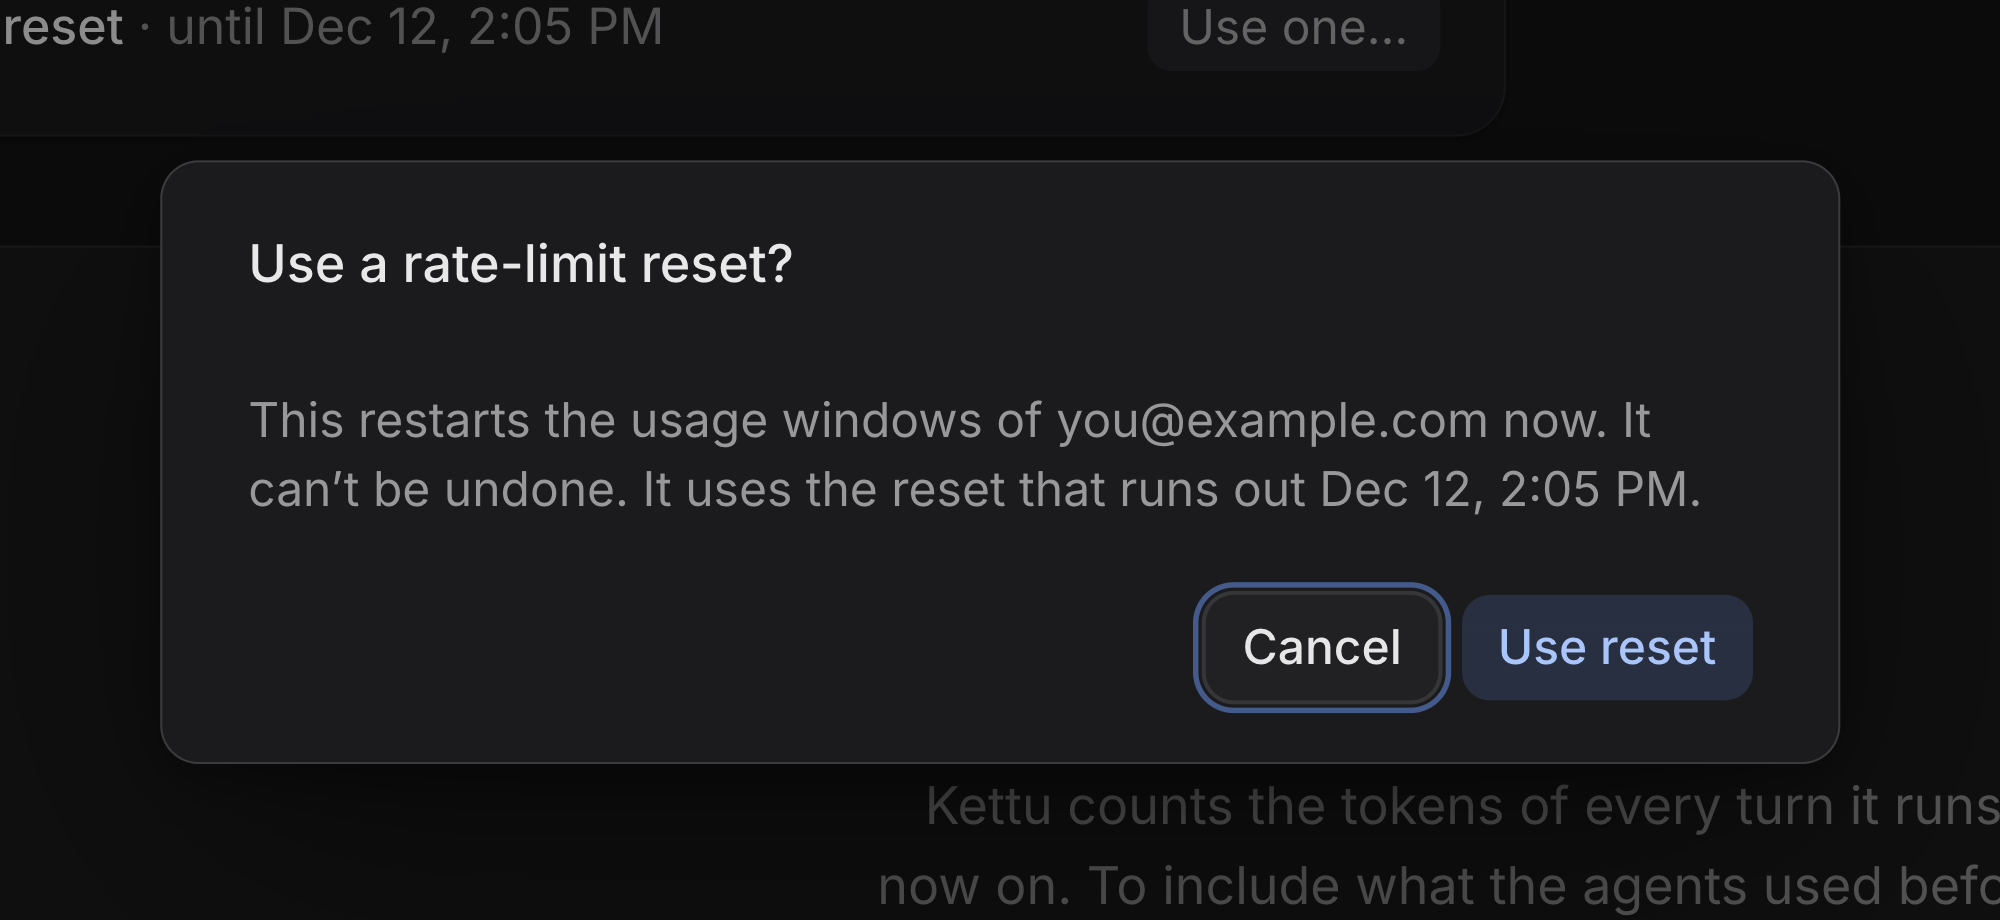 reset · until Dec 12, 2:05 PM
Use one...
Use a rate-limit reset?
This restarts the usage windows of you@example.com now. It
can’t be undone. It uses the reset that runs out Dec 12, 2:05 PM.
Cancel
Use reset
Kettu counts the tokens of every turn it runs
now on. To include what the agents used